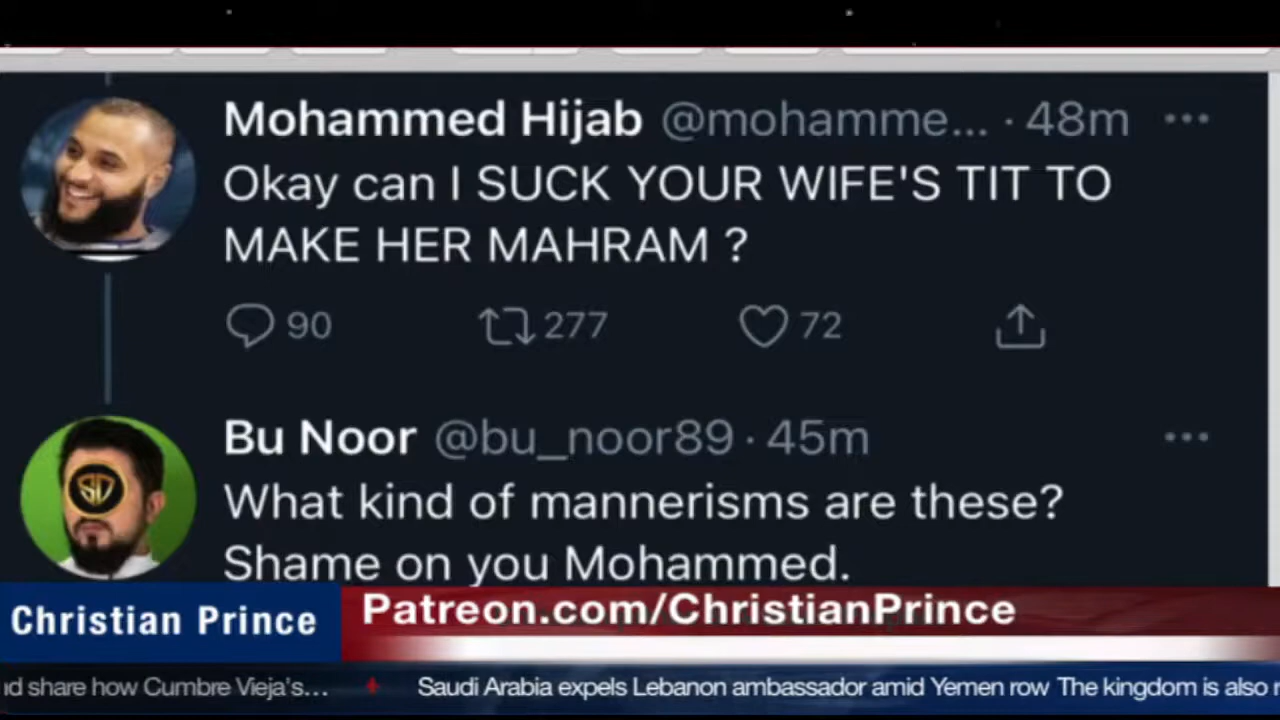 Mohammed Hijab @mohamme... · 48m ...
Okay can I SUCK YOUR WIFE'S TIT TO
MAKE HER MAHRAM ?
90 277 72
Bu Noor @bu_noor89 · 45m ...
What kind of mannerisms are these?
Shame on you Mohammed.
Christian Prince
Patreon.com/ChristianPrince
d share how Cumbre Vieja's... Saudi Arabia expels Lebanon ambassador amid Yemen row The kingdom is also